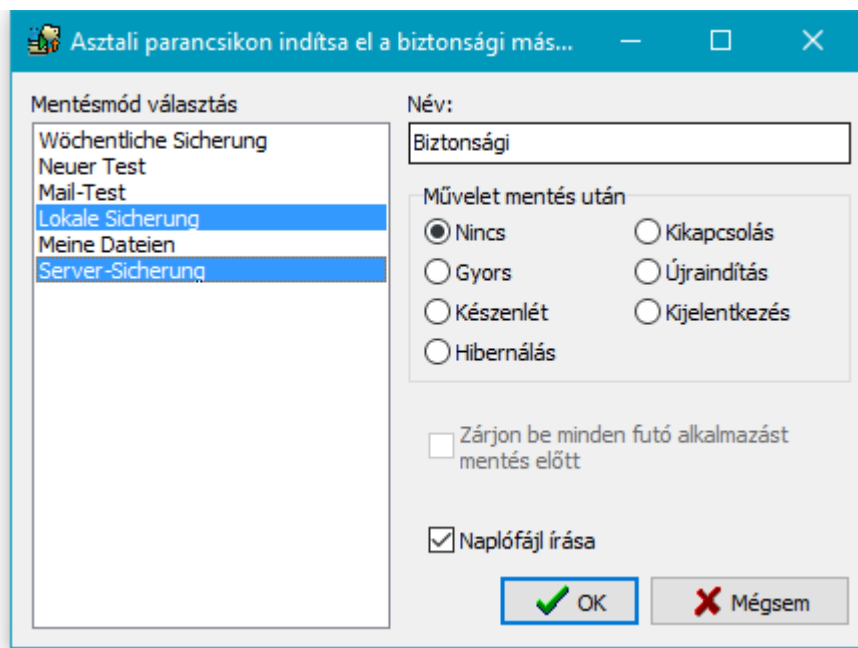 Asztali parancsikon indítsa el a biztonsági más...
Mentésmód választás
Wöchentliche Sicherung
Neuer Test
Mail-Test
Lokale Sicherung
Meine Dateien
Server-Sicherung
Név:
Biztonsági
Művelet mentés után
Nincs
Kikapcsolás
Gyors
Újraindítás
Készenlét
Kijelentkezés
Hibernálás
Zárjon be minden futó alkalmazást
mentés előtt
Naplófájl írása
OK
Mégsem